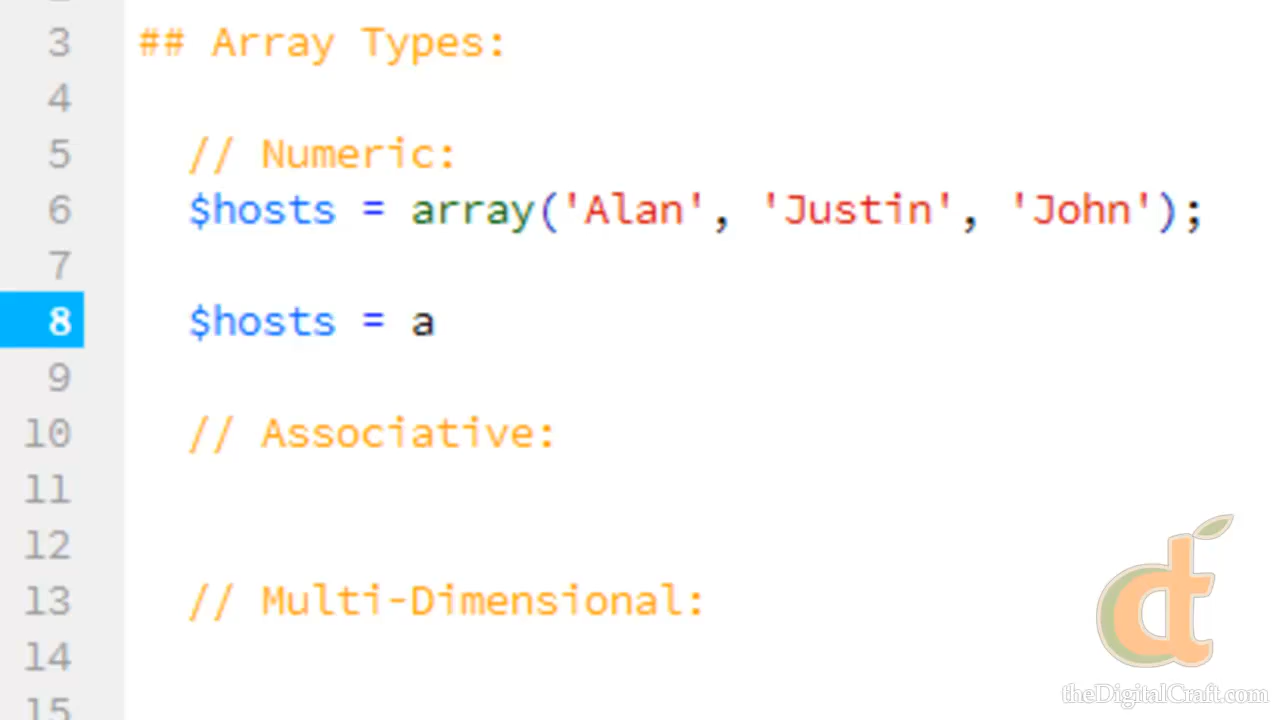 3 ## Array Types:
4
5 // Numeric:
6 $hosts = array('Alan', 'Justin', 'John');
7
8 $hosts = a
9
10 // Associative:
11
12
13 // Multi-Dimensional:
14
15
dt
theDigitalCraft.com